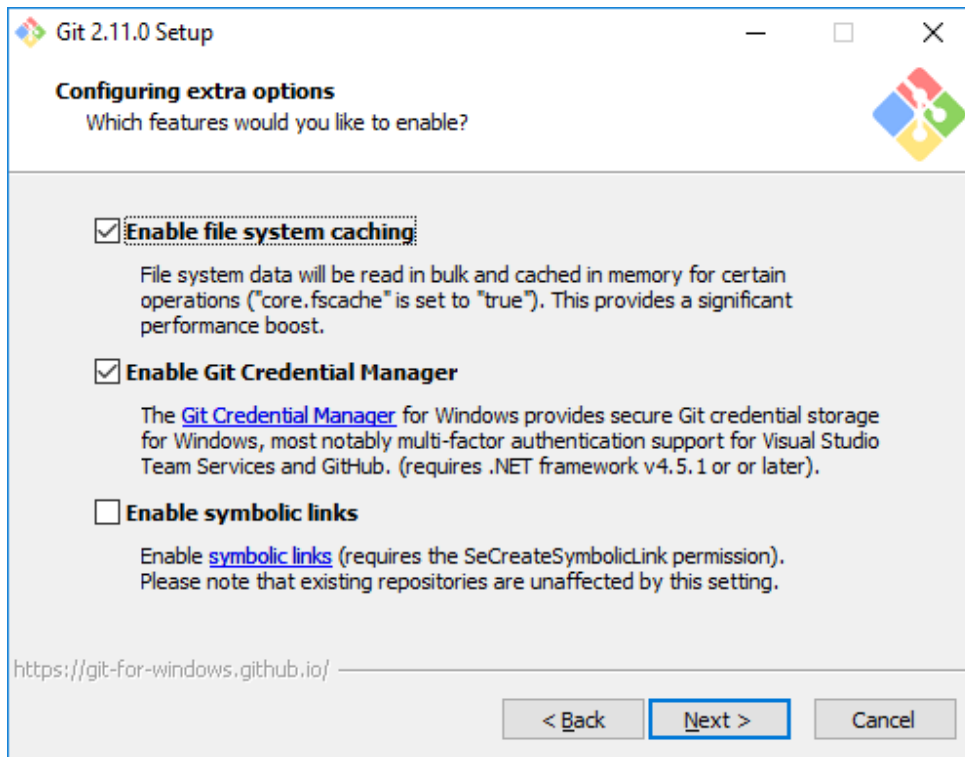 Git 2.11.0 Setup
Configuring extra options
Which features would you like to enable?
Enable file system caching
File system data will be read in bulk and cached in memory for certain
operations ("core.fscache" is set to "true"). This provides a significant
performance boost.
Enable Git Credential Manager
The Git Credential Manager for Windows provides secure Git credential storage
for Windows, most notably multi-factor authentication support for Visual Studio
Team Services and GitHub. (requires .NET framework v4.5.1 or or later).
Enable symbolic links
Enable symbolic links (requires the SeCreateSymbolicLink permission).
Please note that existing repositories are unaffected by this setting.
https://git-for-windows.github.io/
< Back Next > Cancel